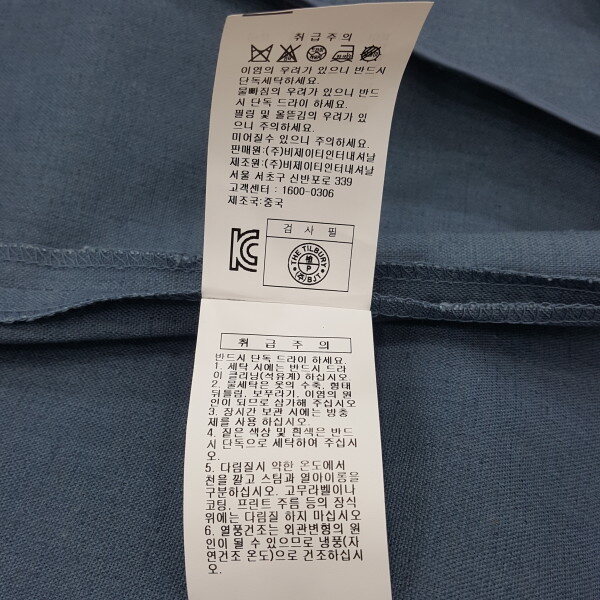 취급주의
이염의 우려가 있으니 반드시
단독세탁하세요.
물빠짐의 우려가 있으니 반드
시 단독 드라이 하세요.
필링 및 올뜯김의 우려가 있
으니 주의하세요.
미어질수 있으니 주의하세요.
판매원:(주)비제이티인터내셔날
제조원:(주)비제이티인터내셔날
서울 서초구 신반포로 339
고객센터 : 1600-0306
제조국:중국
검 사 필
THE TILBURY
P
(주)BJT
취 급 주 의
반드시 단독 드라이 하세요.
1. 세탁 시에는 반드시 드라
이 클리닝(석유계) 하십시오
2. 물세탁은 옷의 수축, 형태
뒤틀림, 보푸라기, 이염의 원
인이 되므로 삼가해 주십시오
3. 장시간 보관 시에는 방충
제를 사용 하십시오.
4. 짙은 색상 및 흰색은 반드
시 단독으로 세탁하여 주십시
오.
5. 다림질시 약한 온도에서
천을 깔고 스팀과 열아이롱을
구분하십시오. 고무라벨이나
코팅, 프린트 주름 등의 장식
위에는 다림질 하지 마십시오
6. 열풍건조는 외관변형의 원
인이 될 수 있으므로 냉풍(자
연건조 온도)으로 건조하십시
오.